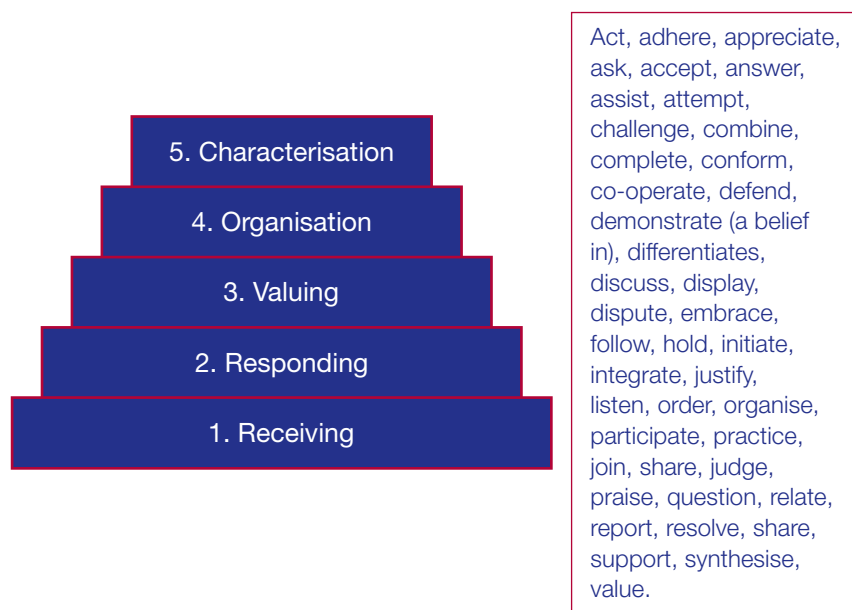 5. Characterisation
4. Organisation
3. Valuing
2. Responding
1. Receiving
Act, adhere, appreciate,
ask, accept, answer,
assist, attempt,
challenge, combine,
complete, conform,
co-operate, defend,
demonstrate (a belief
in), differentiates,
discuss, display,
dispute, embrace,
follow, hold, initiate,
integrate, justify,
listen, order, organise,
participate, practice,
join, share, judge,
praise, question, relate,
report, resolve, share,
support, synthesise,
value.